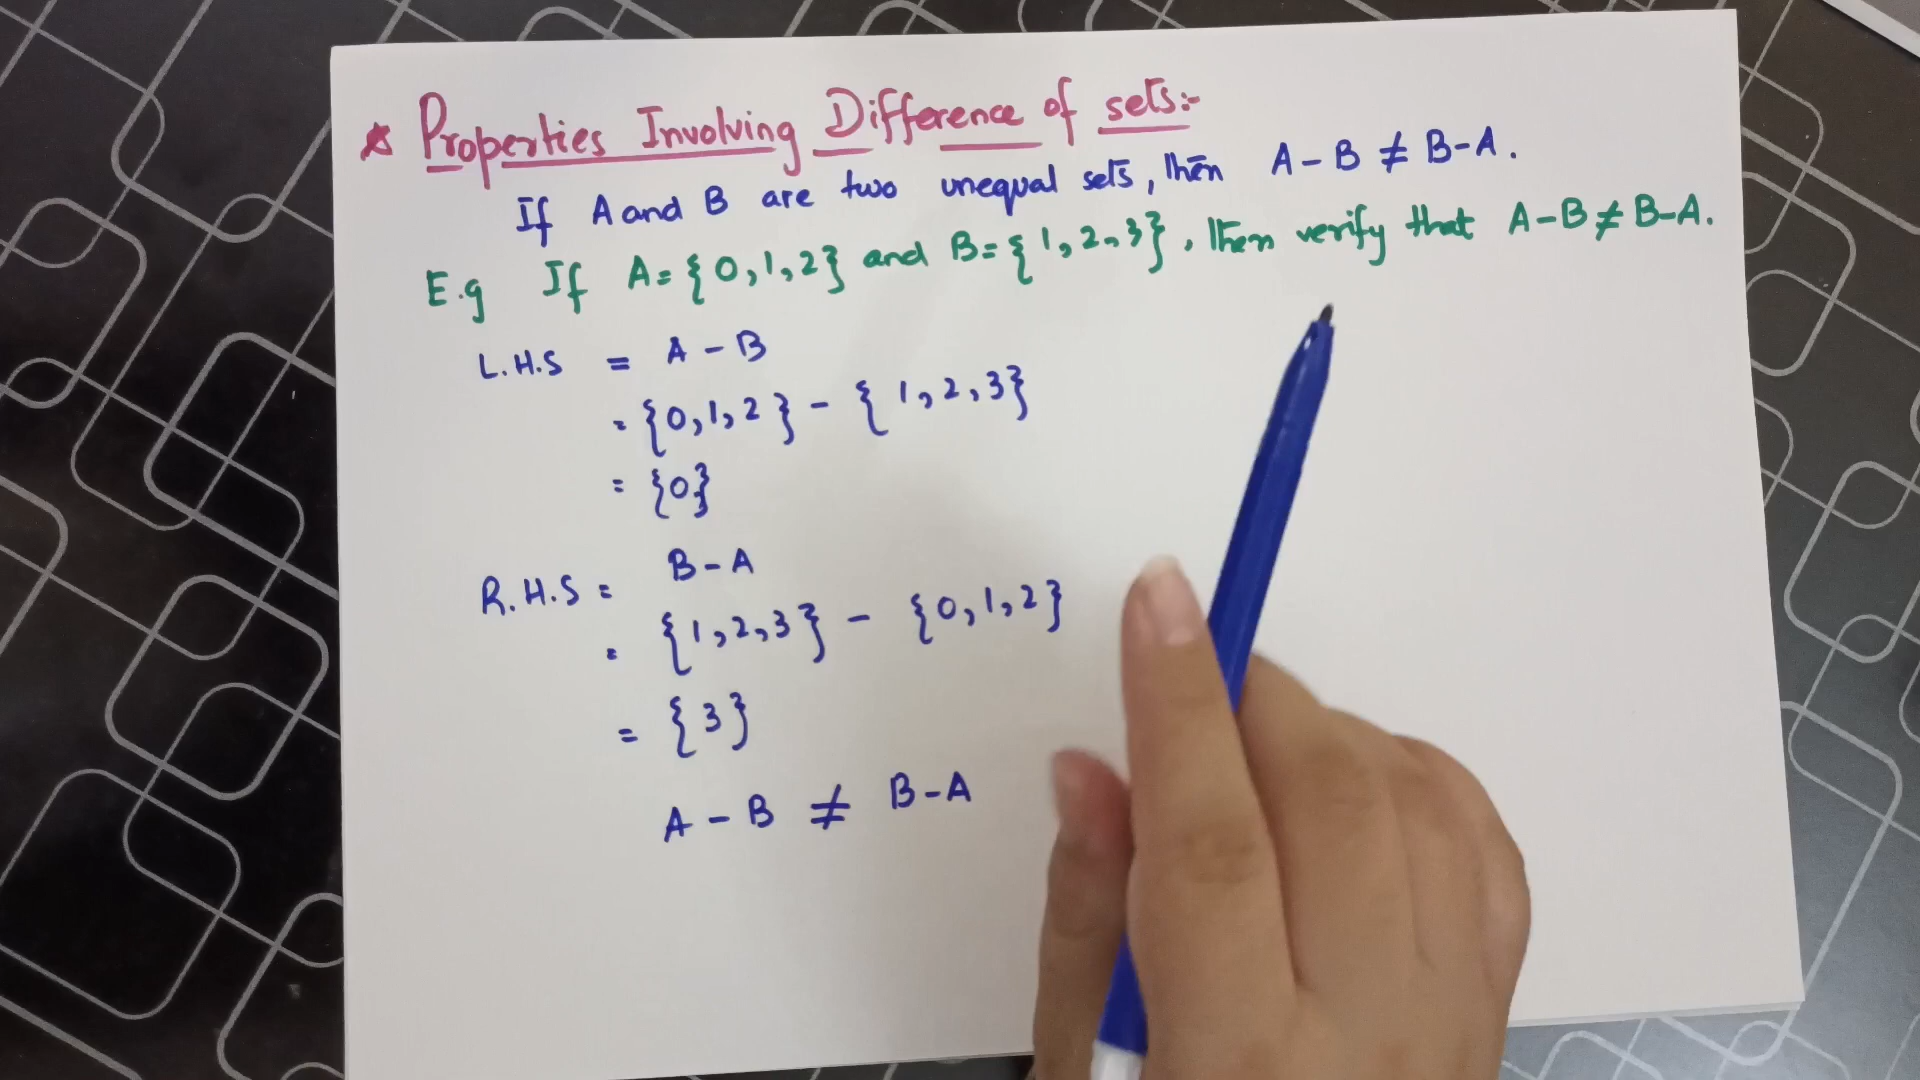 * Properties Involving Difference of sets:-
If A and B are two unequal sets, then A - B ≠ B - A.
E.g If A = {0, 1, 2} and B = {1, 2, 3}, then verify that A - B ≠ B - A.
L.H.S = A - B
= {0, 1, 2} - {1, 2, 3}
= {0}
R.H.S = B - A
= {1, 2, 3} - {0, 1, 2}
= {3}
A - B ≠ B - A